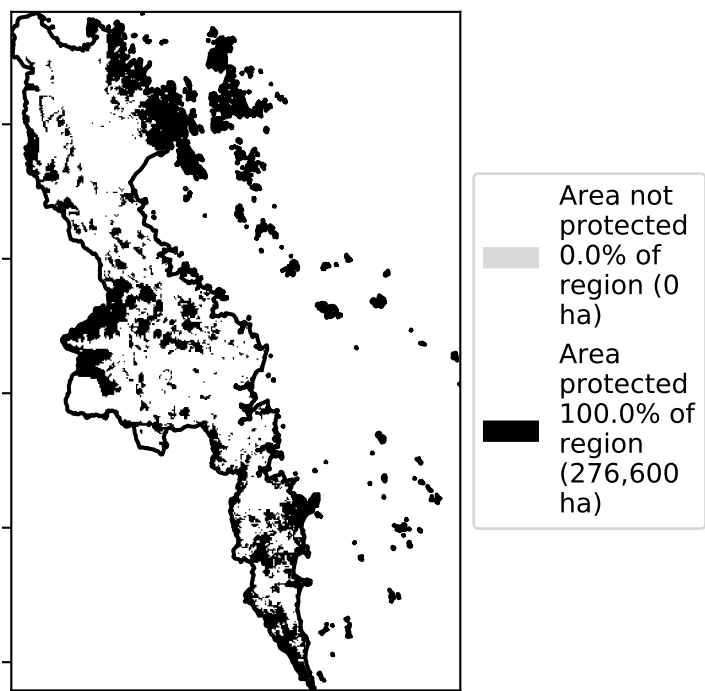 Area not
protected
0.0% of
region (0
ha)
Area
protected
100.0% of
region
(276,600
ha)